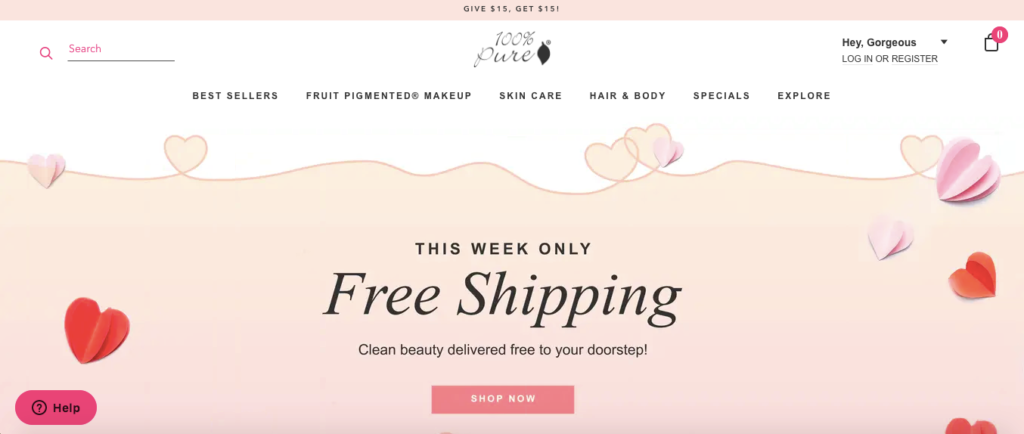 GIVE $15, GET $15!
Search
100%
pure®
Hey, Gorgeous
0
LOG IN OR REGISTER
BEST SELLERS FRUIT PIGMENTED® MAKEUP SKIN CARE HAIR & BODY SPECIALS EXPLORE
THIS WEEK ONLY
Free Shipping
Clean beauty delivered free to your doorstep!
SHOP NOW
Help